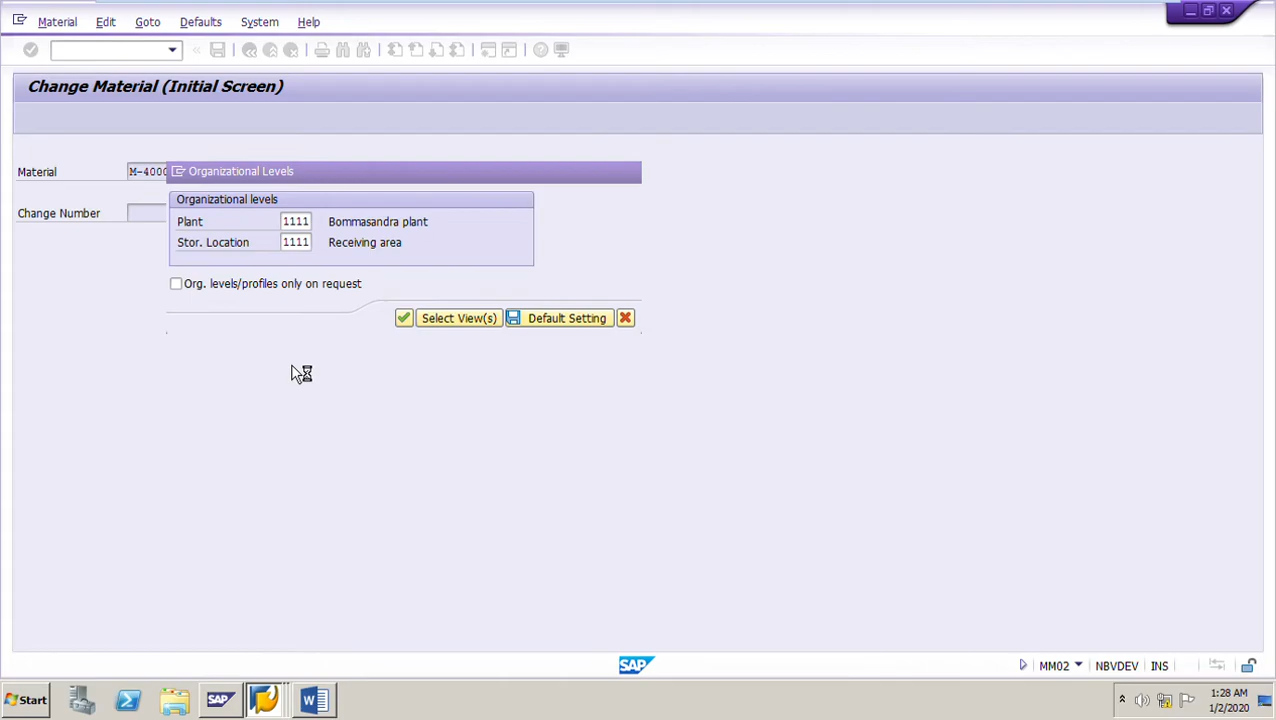 Material Edit Goto Defaults System Help
Change Material (Initial Screen)
Material M-4000
Organizational Levels
Organizational levels
Change Number
Plant 1111 Bommasandra plant
Stor. Location 1111 Receiving area
Org. levels/profiles only on request
Select View(s) Default Setting
SAP MM02 NBVDEV INS
Start SAP W 1:28 AM
1/2/2020